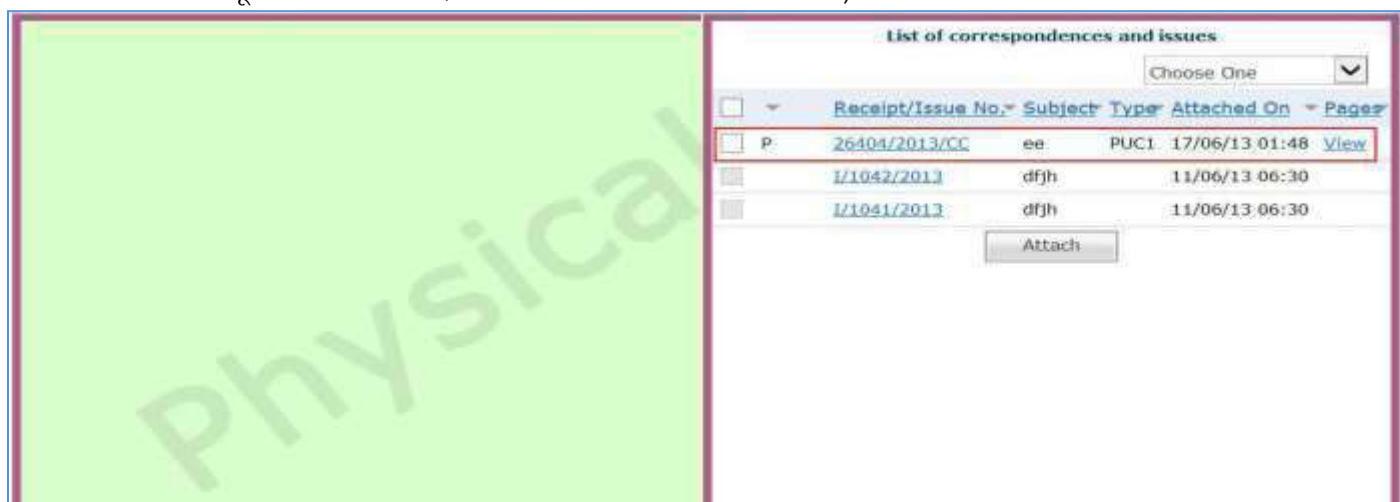 Physical
List of correspondences and issues
Choose One
Receipt/Issue No. Subject Type Attached On Pages
P 26404/2013/CC ee PUC1 17/06/13 01:48 View
I/1042/2013 dfjh 11/06/13 06:30
I/1041/2013 dfjh 11/06/13 06:30
Attach